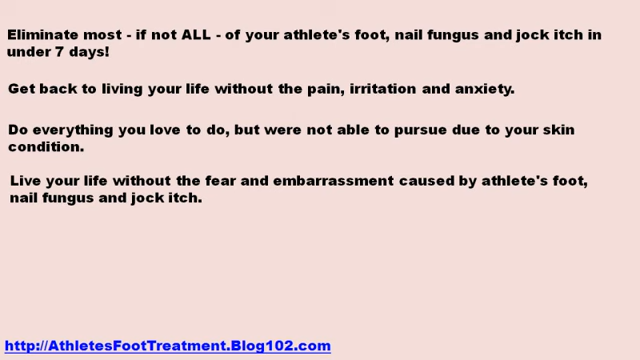 Eliminate most - if not ALL - of your athlete's foot, nail fungus and jock itch in
under 7 days!
Get back to living your life without the pain, irritation and anxiety.
Do everything you love to do, but were not able to pursue due to your skin
condition.
Live your life without the fear and embarrassment caused by athlete's foot,
nail fungus and jock itch.
http://AthletesFootTreatment.Blog102.com